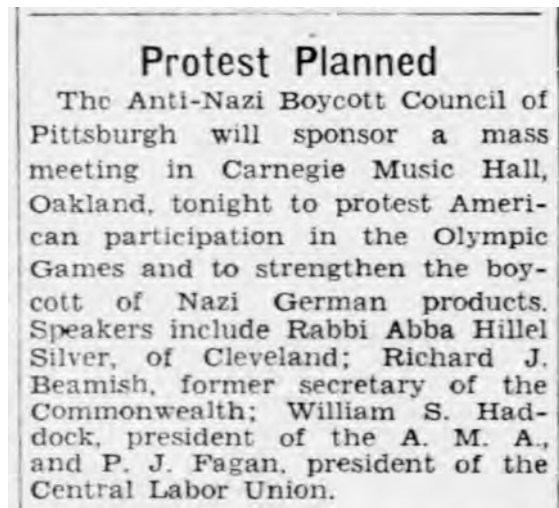 Protest Planned
The Anti-Nazi Boycott Council of
Pittsburgh will sponsor a mass
meeting in Carnegie Music Hall,
Oakland, tonight to protest Ameri-
can participation in the Olympic
Games and to strengthen the boy-
cott of Nazi German products.
Speakers include Rabbi Abba Hillel
Silver, of Cleveland; Richard J.
Beamish, former secretary of the
Commonwealth; William S. Had-
dock, president of the A. M. A.,
and P. J. Fagan, president of the
Central Labor Union.